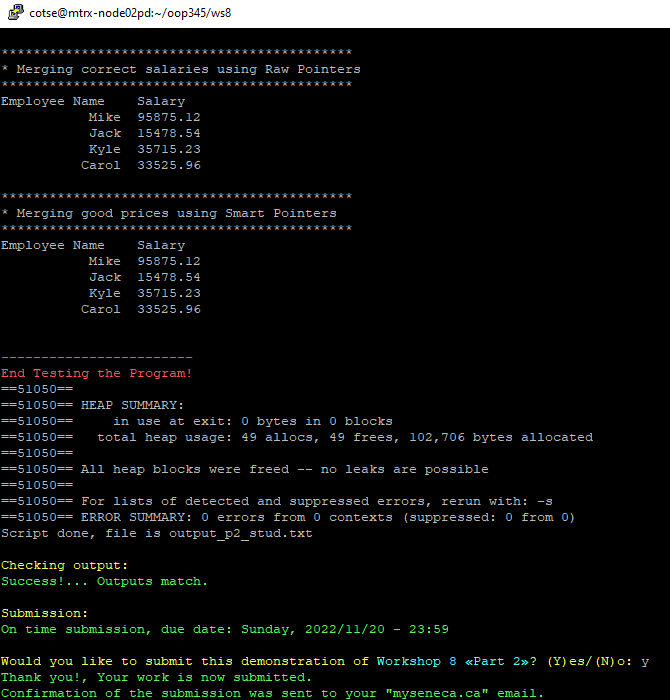 cotse@mtrx-node02pd:~/oop345/ws8
********************************************
* Merging correct salaries using Raw Pointers
********************************************
Employee Name    Salary
           Mike  95875.12
           Jack  15478.54
           Kyle  35715.23
          Carol  33525.96
********************************************
* Merging good prices using Smart Pointers
********************************************
Employee Name    Salary
           Mike  95875.12
           Jack  15478.54
           Kyle  35715.23
          Carol  33525.96
------------------------
End Testing the Program!
==51050==
==51050== HEAP SUMMARY:
==51050==     in use at exit: 0 bytes in 0 blocks
==51050==   total heap usage: 49 allocs, 49 frees, 102,706 bytes allocated
==51050==
==51050== All heap blocks were freed -- no leaks are possible
==51050==
==51050== For lists of detected and suppressed errors, rerun with: -s
==51050== ERROR SUMMARY: 0 errors from 0 contexts (suppressed: 0 from 0)
Script done, file is output_p2_stud.txt
Checking output:
Success!... Outputs match.
Submission:
On time submission, due date: Sunday, 2022/11/20 - 23:59
Would you like to submit this demonstration of Workshop 8 «Part 2»? (Y)es/(N)o: y
Thank you!, Your work is now submitted.
Confirmation of the submission was sent to your "myseneca.ca" email.